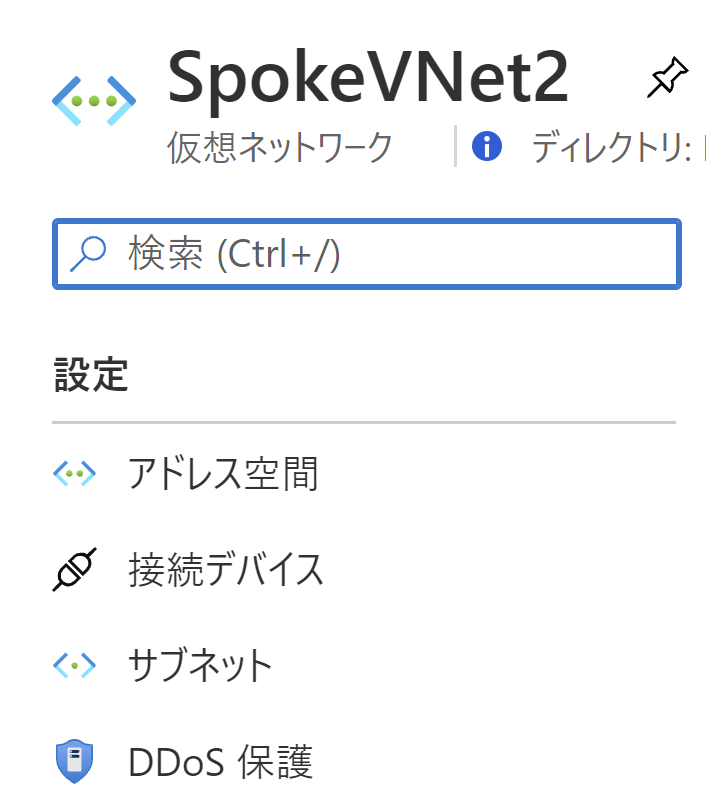 SpokeVNet2
仮想ネットワーク
ディレクトリ:
検索 (Ctrl+/)
設定
アドレス空間
接続デバイス
サブネット
DDoS 保護